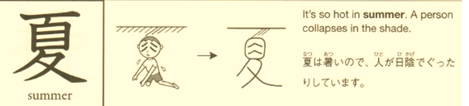 夏
summer
It's so hot in summer. A person
collapses in the shade.
なつ あつ ひと ひ かげ
夏は暑いので、人が日陰でぐった
りしています。